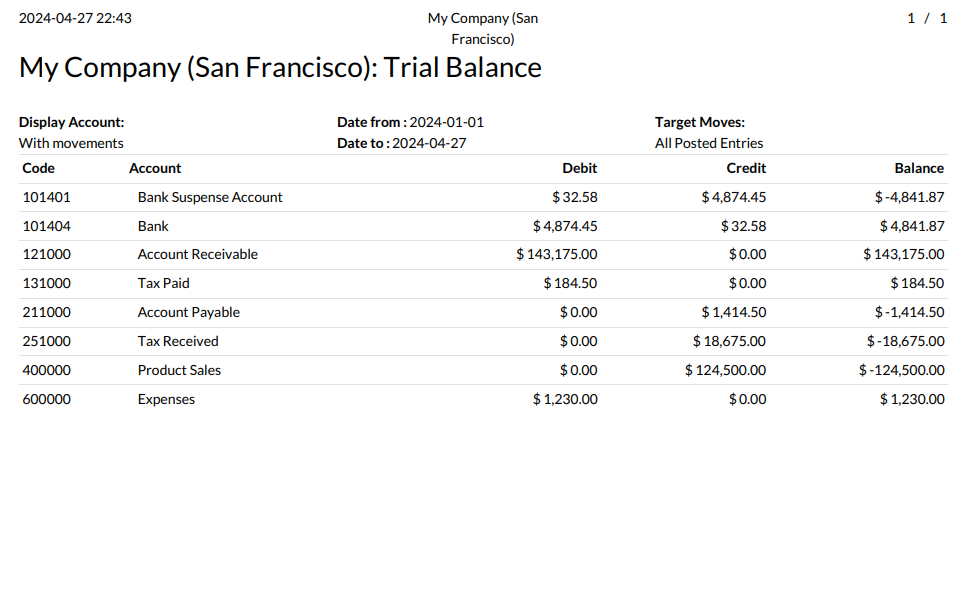 2024-04-27 22:43 My Company (San Francisco) 1 / 1
My Company (San Francisco): Trial Balance
Display Account: Date from : 2024-01-01 Target Moves:
With movements Date to : 2024-04-27 All Posted Entries
Code Account Debit Credit Balance
101401 Bank Suspense Account $ 32.58 $ 4,874.45 $ -4,841.87
101404 Bank $ 4,874.45 $ 32.58 $ 4,841.87
121000 Account Receivable $ 143,175.00 $ 0.00 $ 143,175.00
131000 Tax Paid $ 184.50 $ 0.00 $ 184.50
211000 Account Payable $ 0.00 $ 1,414.50 $ -1,414.50
251000 Tax Received $ 0.00 $ 18,675.00 $ -18,675.00
400000 Product Sales $ 0.00 $ 124,500.00 $ -124,500.00
600000 Expenses $ 1,230.00 $ 0.00 $ 1,230.00